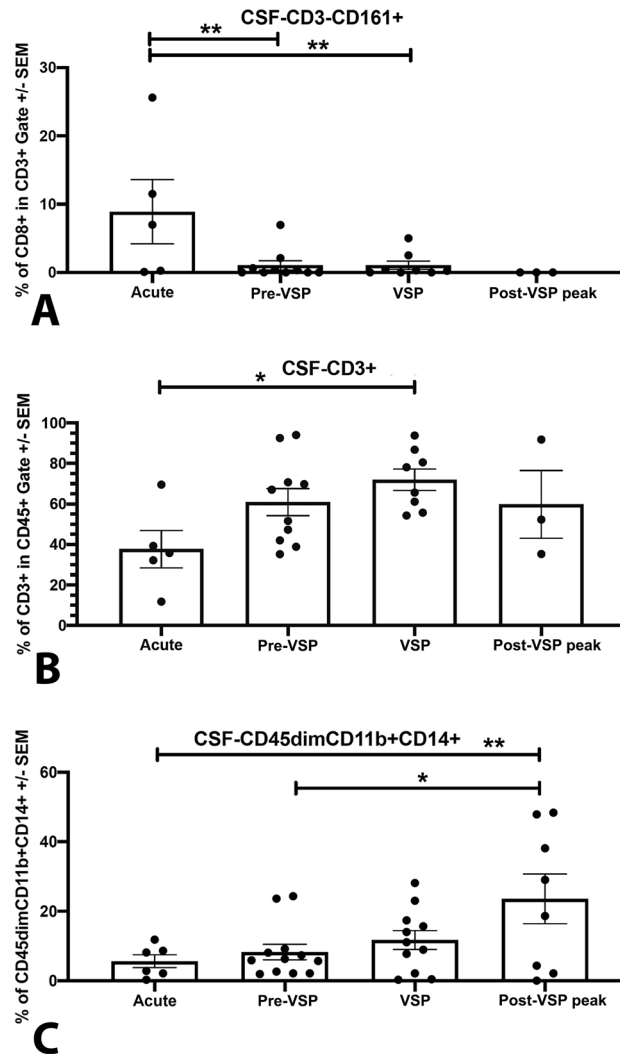 CSF-CD3-CD161+
**
**
% of CD8+ in CD3+ Gate +/- SEM
30
20
10
0
Acute Pre-VSP VSP Post-VSP peak
A
CSF-CD3+
*
% of CD3+ in CD45+ Gate +/- SEM
100
80
60
40
20
0
Acute Pre-VSP VSP Post-VSP peak
B
CSF-CD45dimCD11b+CD14+
**
*
% of CD45dimCD11b+CD14+ +/- SEM
60
40
20
0
Acute Pre-VSP VSP Post-VSP peak
C